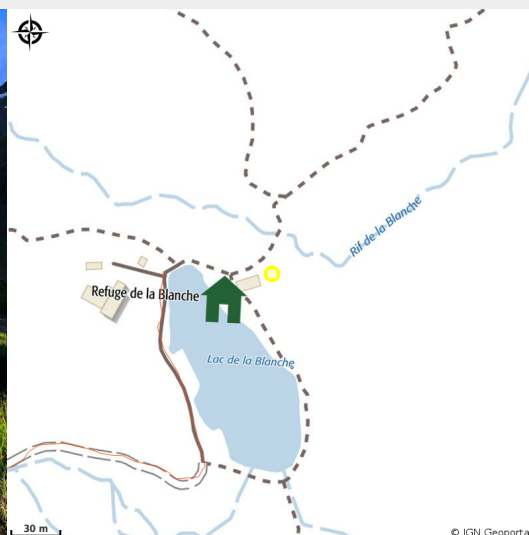 Rif de la Blanche
Refuge de la Blanche
Lac de la Blanche
30 m
© IGN Geoporta